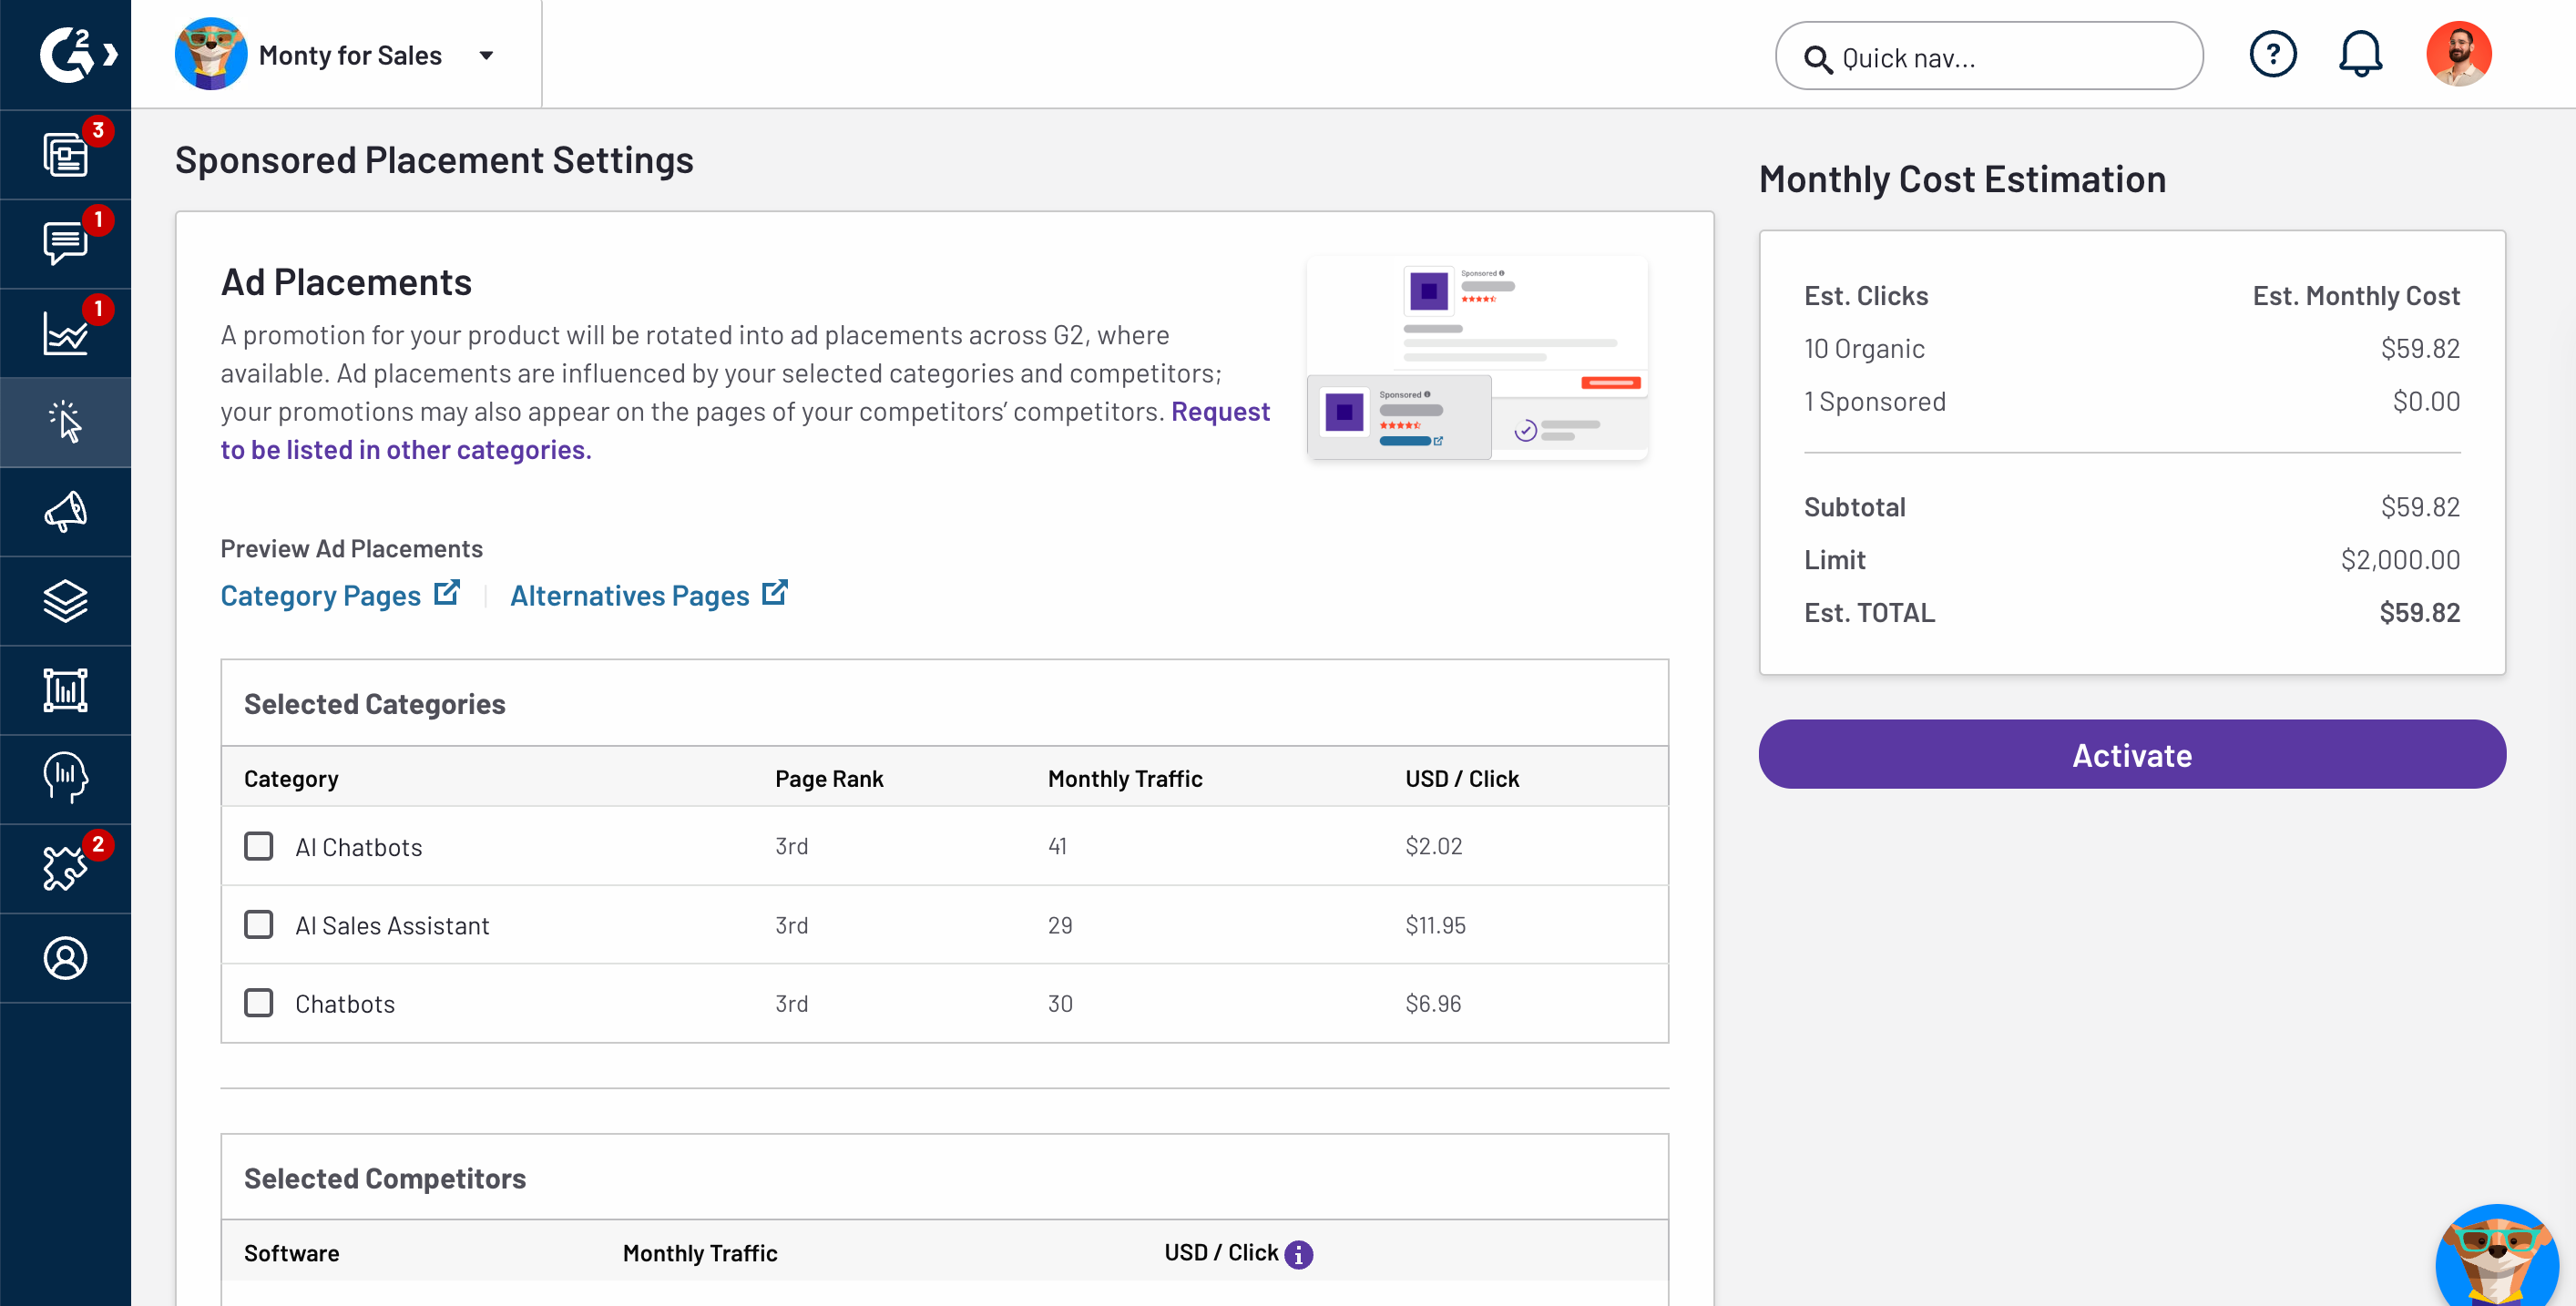 G2
Monty for Sales
Quick nav...
?
3
1
1
2
Sponsored Placement Settings
Ad Placements
A promotion for your product will be rotated into ad placements across G2, where
available. Ad placements are influenced by your selected categories and competitors;
your promotions may also appear on the pages of your competitors’ competitors. Request
to be listed in other categories.
Sponsored
Sponsored
Preview Ad Placements
Category Pages | Alternatives Pages
Selected Categories
Category Page Rank Monthly Traffic USD / Click
AI Chatbots 3rd 41 $2.02
AI Sales Assistant 3rd 29 $11.95
Chatbots 3rd 30 $6.96
Selected Competitors
Software Monthly Traffic USD / Click i
Monthly Cost Estimation
Est. Clicks Est. Monthly Cost
10 Organic $59.82
1 Sponsored $0.00
Subtotal $59.82
Limit $2,000.00
Est. TOTAL $59.82
Activate